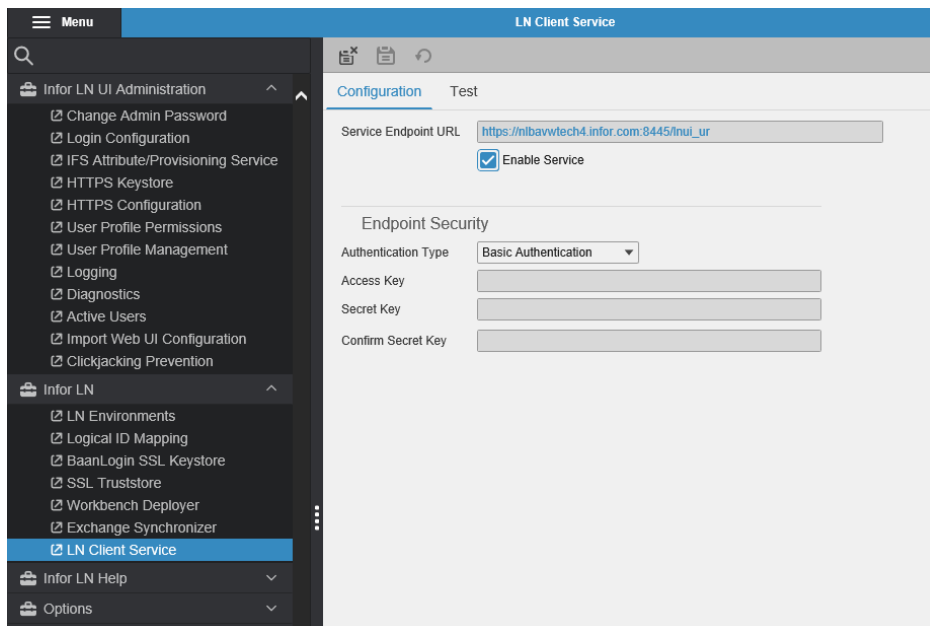 Menu
LN Client Service
Infor LN UI Administration
Change Admin Password
Login Configuration
IFS Attribute/Provisioning Service
HTTPS Keystore
HTTPS Configuration
User Profile Permissions
User Profile Management
Logging
Diagnostics
Active Users
Import Web UI Configuration
Clickjacking Prevention
Infor LN
LN Environments
Logical ID Mapping
BaanLogin SSL Keystore
SSL Truststore
Workbench Deployer
Exchange Synchronizer
LN Client Service
Infor LN Help
Options
Configuration Test
Service Endpoint URL https://nlbavwtech4.infor.com:8445/lnui_ur
Enable Service
Endpoint Security
Authentication Type Basic Authentication
Access Key
Secret Key
Confirm Secret Key